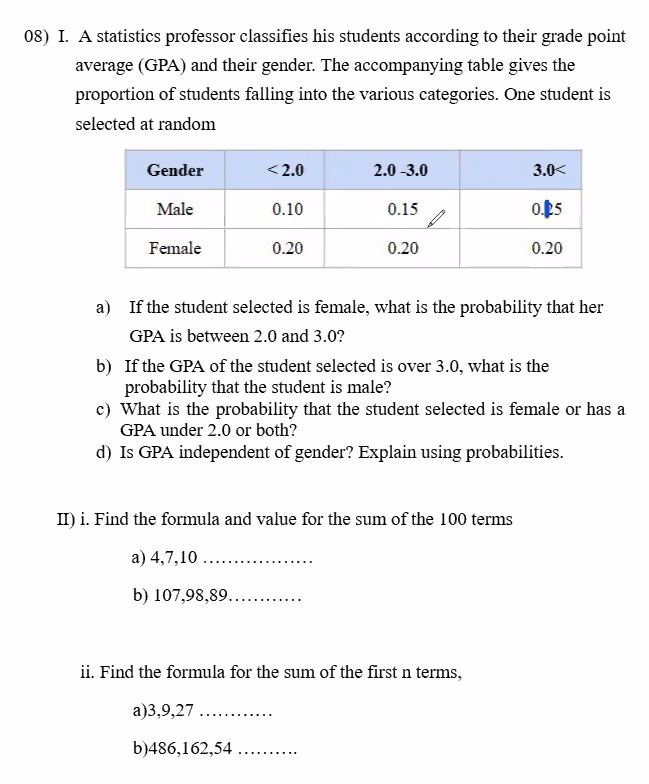 08) I. A statistics professor classifies his students according to their grade point
average (GPA) and their gender. The accompanying table gives the
proportion of students falling into the various categories. One student is
selected at random
Gender < 2.0 2.0 -3.0 3.0<
Male 0.10 0.15
Female 0.20 0.20 0.20
a) If the student selected is female, what is the probability that her
GPA is between 2.0 and 3.0?
b) If the GPA of the student selected is over 3.0, what is the
probability that the student is male?
c) What is the probability that the student selected is female or has a
GPA under 2.0 or both?
d) Is GPA independent of gender? Explain using probabilities.
II) i. Find the formula and value for the sum of the 100 terms
a) 4,7,10 ………………
b) 107,98,89…………
ii. Find the formula for the sum of the first n terms,
a)3,9,27 …………
b)486,162,54 ……….